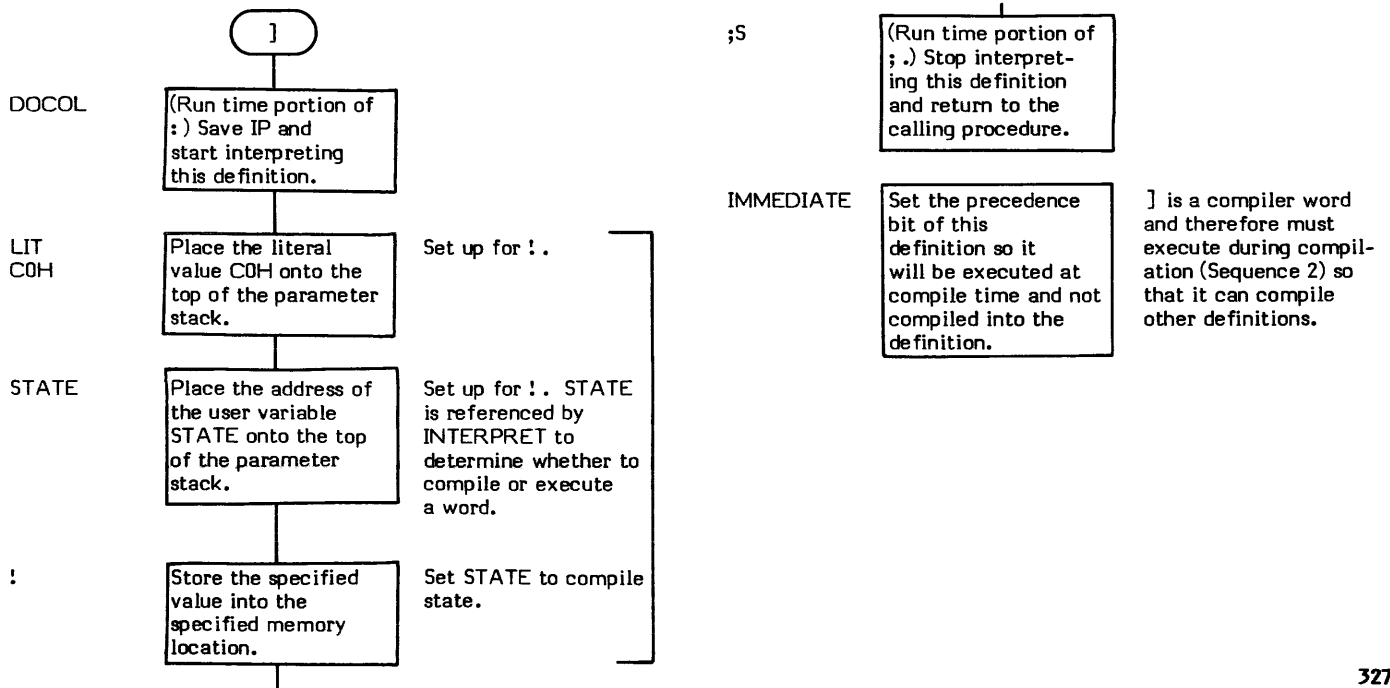 ]
DOCOL
(Run time portion of
: ) Save IP and
start interpreting
this definition.
LIT
C0H
Place the literal
value C0H onto the
top of the parameter
stack.
Set up for ! .
STATE
Place the address of
the user variable
STATE onto the top
of the parameter
stack.
Set up for ! . STATE
is referenced by
INTERPRET to
determine whether to
compile or execute
a word.
!
Store the specified
value into the
specified memory
location.
Set STATE to compile
state.
;S
(Run time portion of
; .) Stop interpret-
ing this definition
and return to the
calling procedure.
IMMEDIATE
Set the precedence
bit of this
definition so it
will be executed at
compile time and not
compiled into the
definition.
] is a compiler word
and therefore must
execute during compil-
ation (Sequence 2) so
that it can compile
other definitions.
327